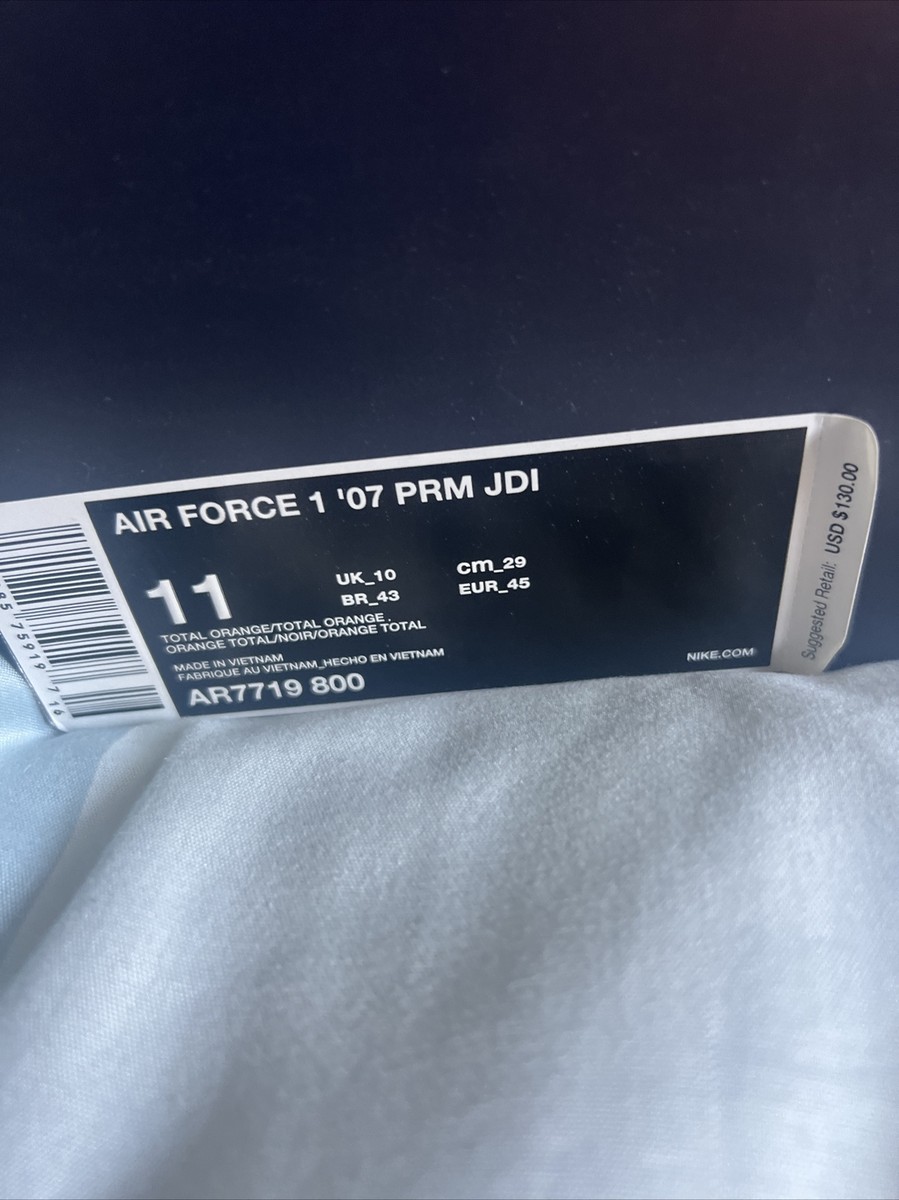 AIR FORCE 1 '07 PRM JDI
11
UK_10
cm_29
BR_43
EUR_45
TOTAL ORANGE/TOTAL ORANGE
ORANGE TOTAL/NOIR/ORANGE TOTAL
MADE IN VIETNAM
FABRIQUE AU VIETNAM_HECHO EN VIETNAM
AR7719 800
NIKE.COM
Suggested Retail: USD $130.00